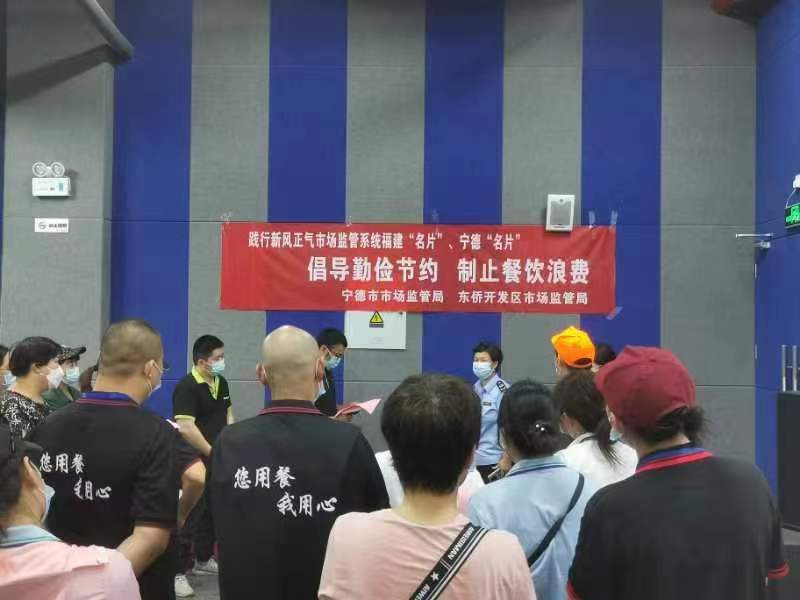 践行新风正气市场监管系统福建“名片”、宁德“名片”
倡导勤俭节约 制止餐饮浪费
宁德市市场监管局 东侨开发区市场监管局
您用餐
我用心
您用餐
我用心